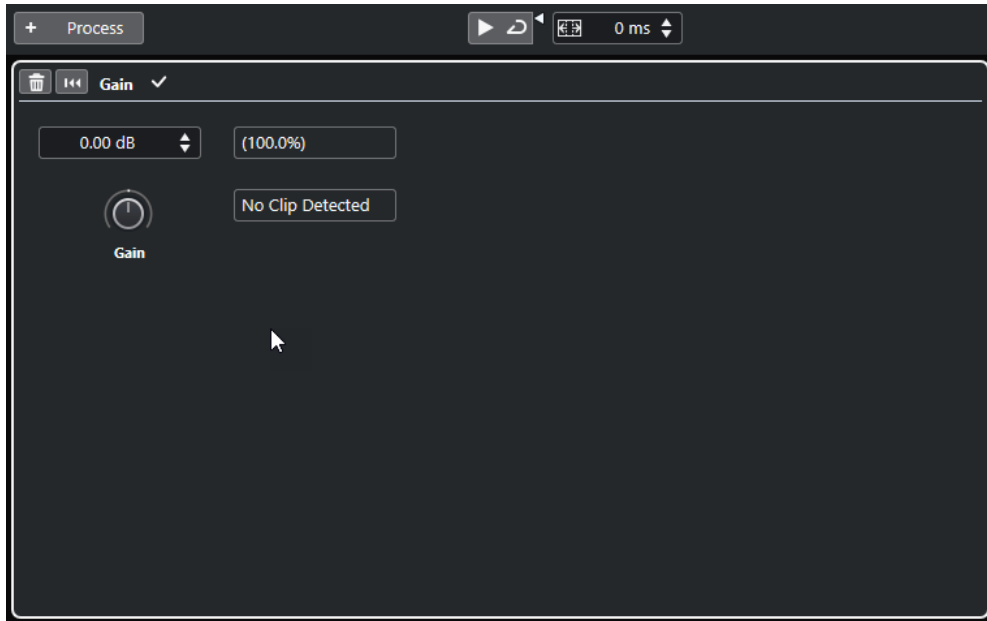 + Process
0 ms
Gain
0.00 dB
(100.0%)
No Clip Detected
Gain